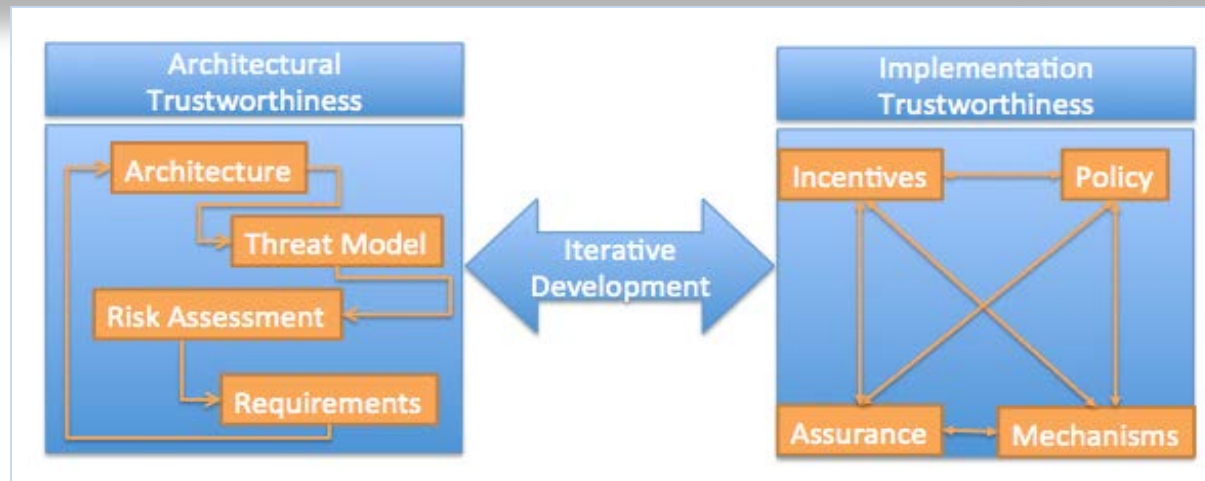 Architectural
Trustworthiness
Architecture
Threat Model
Risk Assessment
Requirements
Iterative
Development
Implementation
Trustworthiness
Incentives
Policy
Assurance
Mechanisms